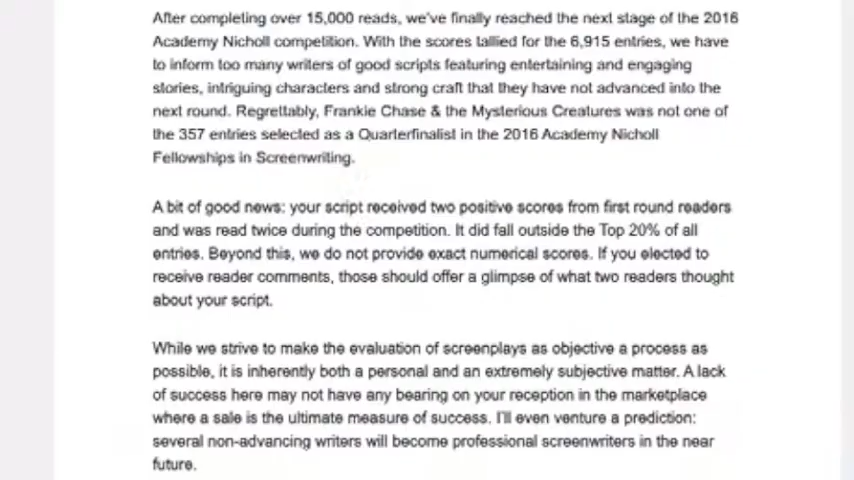 After completing over 15,000 reads, we've finally reached the next stage of the 2016
Academy Nicholl competition. With the scores tallied for the 6,915 entries, we have
to inform too many writers of good scripts featuring entertaining and engaging
stories, intriguing characters and strong craft that they have not advanced into the
next round. Regrettably, Frankie Chase & the Mysterious Creatures was not one of
the 357 entries selected as a Quarterfinalist in the 2016 Academy Nicholl
Fellowships in Screenwriting.
A bit of good news: your script received two positive scores from first round readers
and was read twice during the competition. It did fall outside the Top 20% of all
entries. Beyond this, we do not provide exact numerical scores. If you elected to
receive reader comments, those should offer a glimpse of what two readers thought
about your script.
While we strive to make the evaluation of screenplays as objective a process as
possible, it is inherently both a personal and an extremely subjective matter. A lack
of success here may not have any bearing on your reception in the marketplace
where a sale is the ultimate measure of success. I'll even venture a prediction:
several non-advancing writers will become professional screenwriters in the near
future.